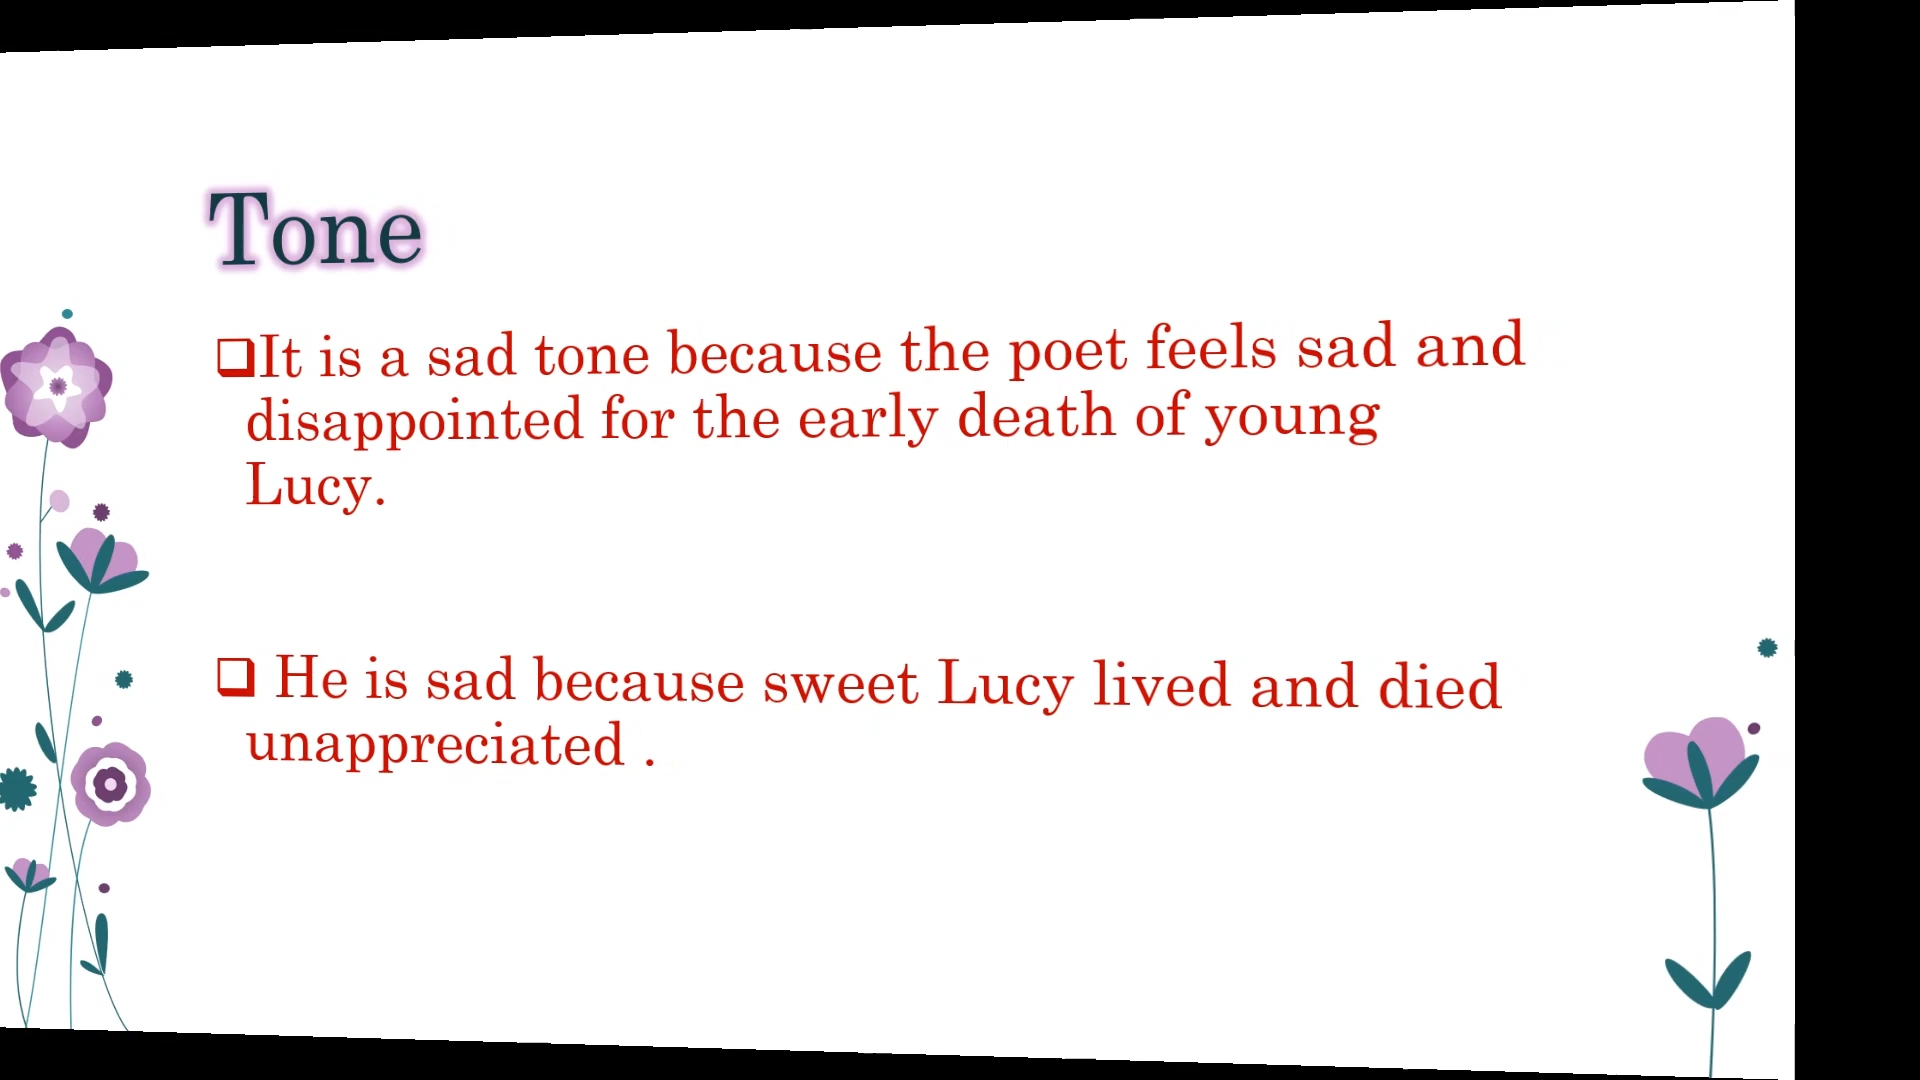 Tone
❑It is a sad tone because the poet feels sad and
disappointed for the early death of young
Lucy.
❑ He is sad because sweet Lucy lived and died
unappreciated .